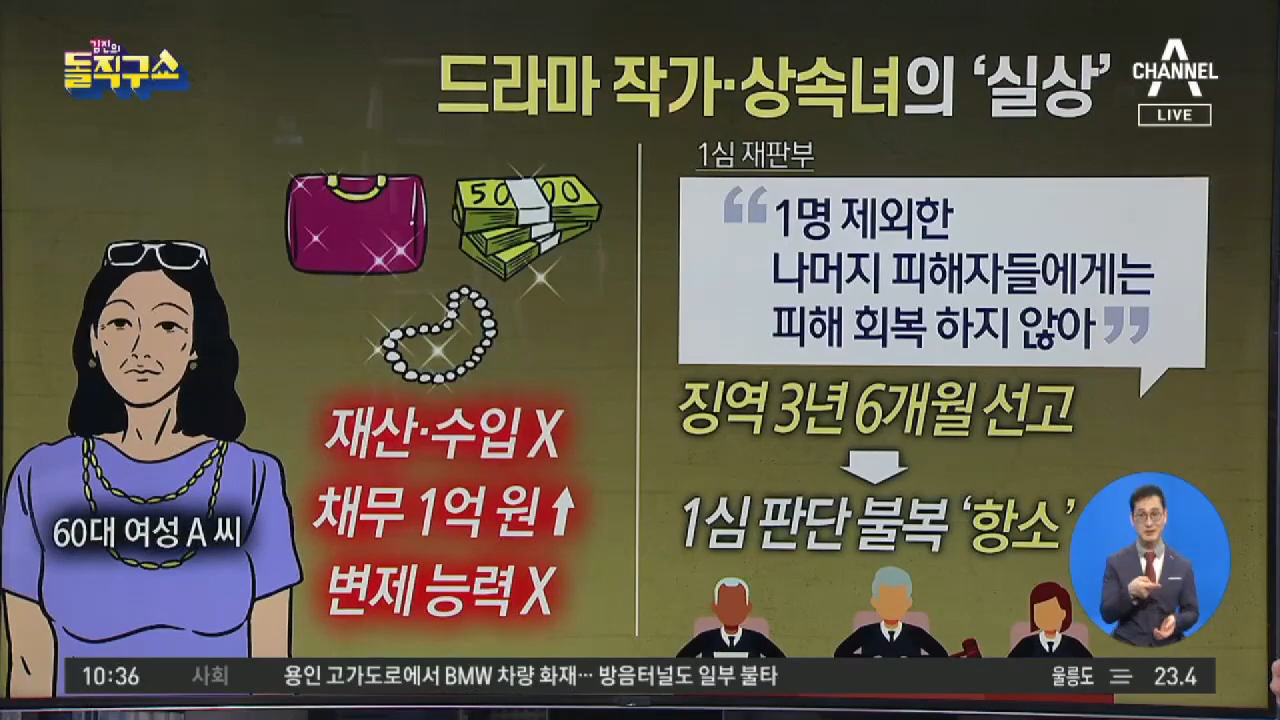 김진의
돌직구쇼
드라마 작가·상속녀의 ‘실상’
CHANNEL A
LIVE
50 00
재산·수입 X
채무 1억 원↑
변제 능력 X
60대 여성 A 씨
1심 재판부
“1명 제외한
나머지 피해자들에게는
피해 회복 하지 않아”
징역 3년 6개월 선고
1심 판단 불복 ‘항소’
10:36 사회 용인 고가도로에서 BMW 차량 화재… 방음터널도 일부 불타 울릉도 23.4